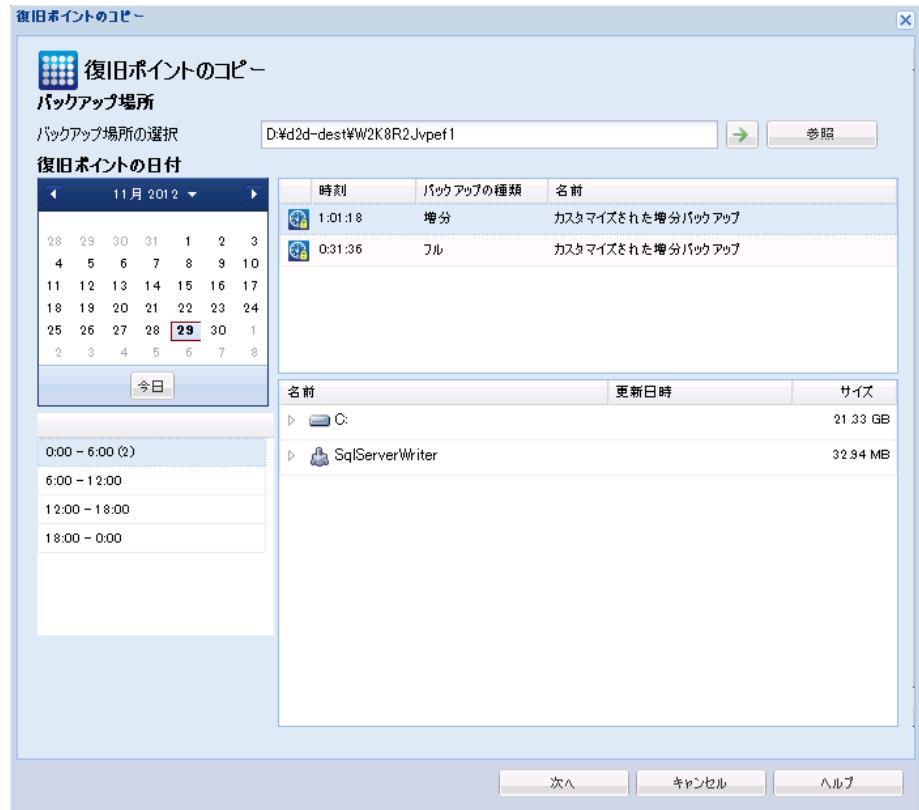 復旧ポイントのコピー
復旧ポイントのコピー
バックアップ場所
バックアップ場所の選択 D:¥d2d-dest¥W2K8R2Jvpef1 参照
復旧ポイントの日付
11月 2012
28 29 30 31 1 2 3
4 5 6 7 8 9 10
11 12 13 14 15 16 17
18 19 20 21 22 23 24
25 26 27 28 29 30 1
2 3 4 5 6 7 8
今日
0:00 - 6:00 (2)
6:00 - 12:00
12:00 - 18:00
18:00 - 0:00
時刻 バックアップの種類 名前
1:01:18 増分 カスタマイズされた増分バックアップ
0:31:36 フル カスタマイズされた増分バックアップ
名前 更新日時 サイズ
C: 21.33 GB
SqlServerWriter 32.94 MB
次へ キャンセル ヘルプ